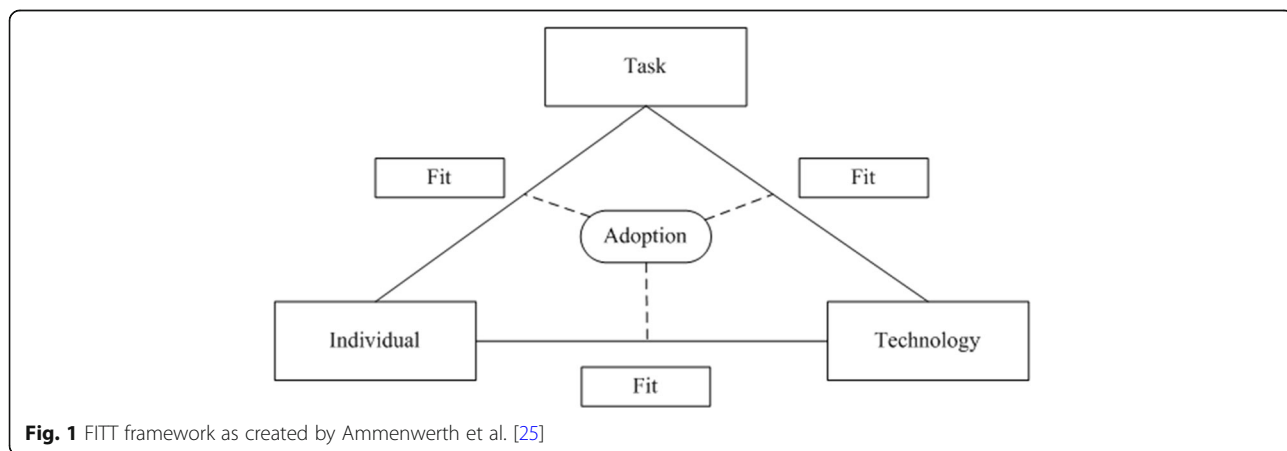 Task
Fit
Fit
Adoption
Individual
Technology
Fit
Fig. 1 FITT framework as created by Ammenwerth et al. [25]